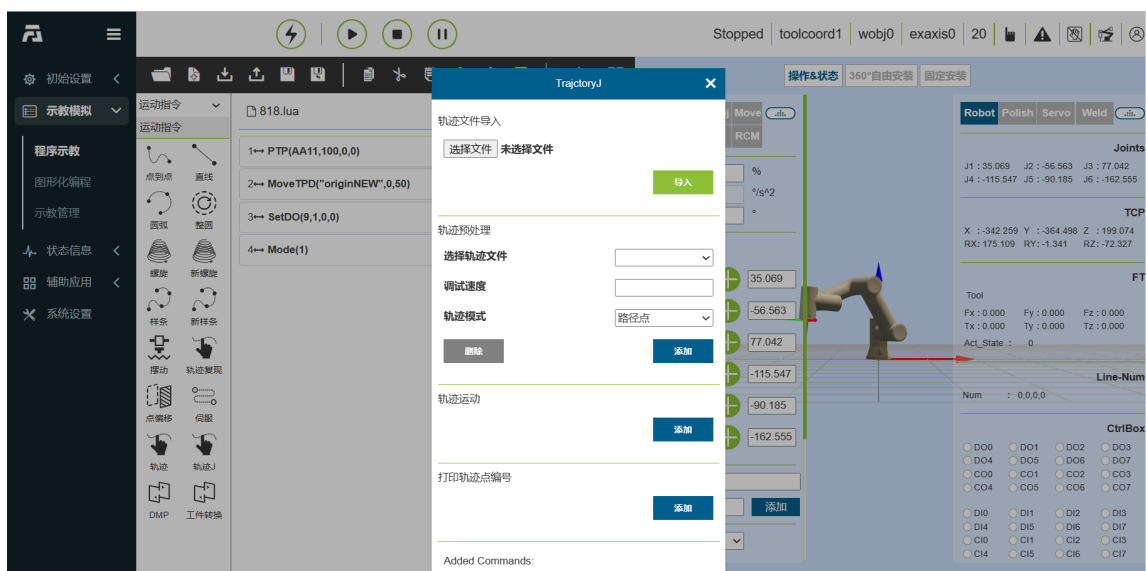 Stopped toolcoord1 wobj0 exaxis0 20
初始设置
示教模拟
程序示教
图形化编程
示教管理
状态信息
辅助应用
系统设置
运动指令
运动指令
点到点 直线
圆弧 整圆
螺旋 新螺旋
样条 新样条
摆动 轨迹复现
点偏移 伺服
轨迹 轨迹J
DMP 工件转换
818.lua
1 PTP(AA11,100,0,0)
2 MoveTPD("originNEW",0,50)
3 SetDO(9,1,0,0)
4 Mode(1)
TrajctoryJ
轨迹文件导入
选择文件 未选择文件
导入
轨迹预处理
选择轨迹文件
调试速度
轨迹模式 路径点
删除 添加
轨迹运动
添加
打印轨迹点编号
添加
Added Commands:
操作&状态 360°自由安装 固定安装
Move
RCM
%
°/s^2
°
35.069
-56.563
77.042
-115.547
-90.185
-162.555
添加
Robot Polish Servo Weld
Joints
J1 : 35.069 J2 : -56.563 J3 : 77.042
J4 : -115.547 J5 : -90.185 J6 : -162.555
TCP
X : -342.259 Y : -364.498 Z : 199.074
RX: 175.109 RY: -1.341 RZ: -72.327
FT
Tool
Fx : 0.000 Fy : 0.000 Fz : 0.000
Tx : 0.000 Ty : 0.000 Tz : 0.000
Act_State : 0
Line-Num
Num : 0,0,0,0
CtrlBox
DO0 DO1 DO2 DO3
DO4 DO5 DO6 DO7
CO0 CO1 CO2 CO3
CO4 CO5 CO6 CO7
DI0 DI1 DI2 DI3
DI4 DI5 DI6 DI7
CI0 CI1 CI2 CI3
CI4 CI5 CI6 CI7